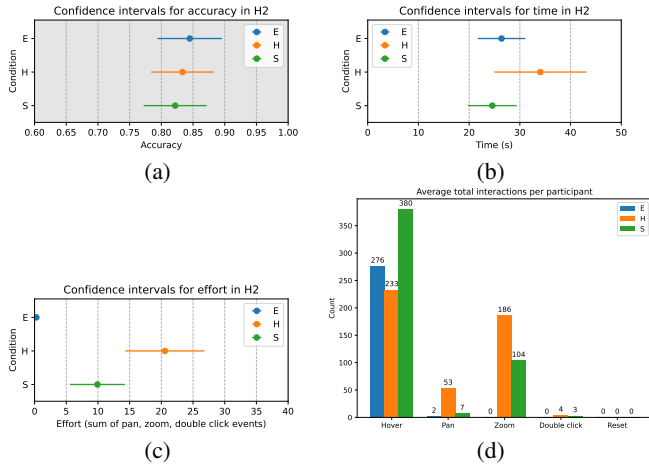 Confidence intervals for accuracy in H2
E
H
S
Condition
E
H
S
0.60 0.65 0.70 0.75 0.80 0.85 0.90 0.95 1.00
Accuracy
(a)
Confidence intervals for time in H2
E
H
S
Condition
E
H
S
0 10 20 30 40 50
Time (s)
(b)
Confidence intervals for effort in H2
E
H
S
Condition
E
H
S
0 5 10 15 20 25 30 35 40
Effort (sum of pan, zoom, double click events)
(c)
Average total interactions per participant
E
H
S
Count
350
300
250
200
150
100
50
0
276 233 380
2 53 7
0 186 104
0 4 3
0 0 0
Hover Pan Zoom Double click Reset
(d)